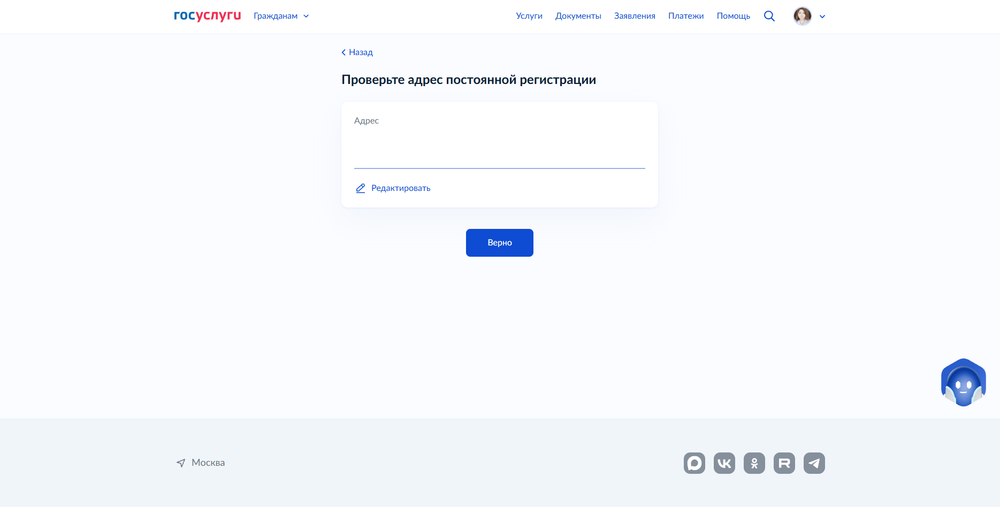 госуслуги Гражданам Услуги Документы Заявления Платежи Помощь
Назад
Проверьте адрес постоянной регистрации
Адрес
Редактировать
Верно
Москва